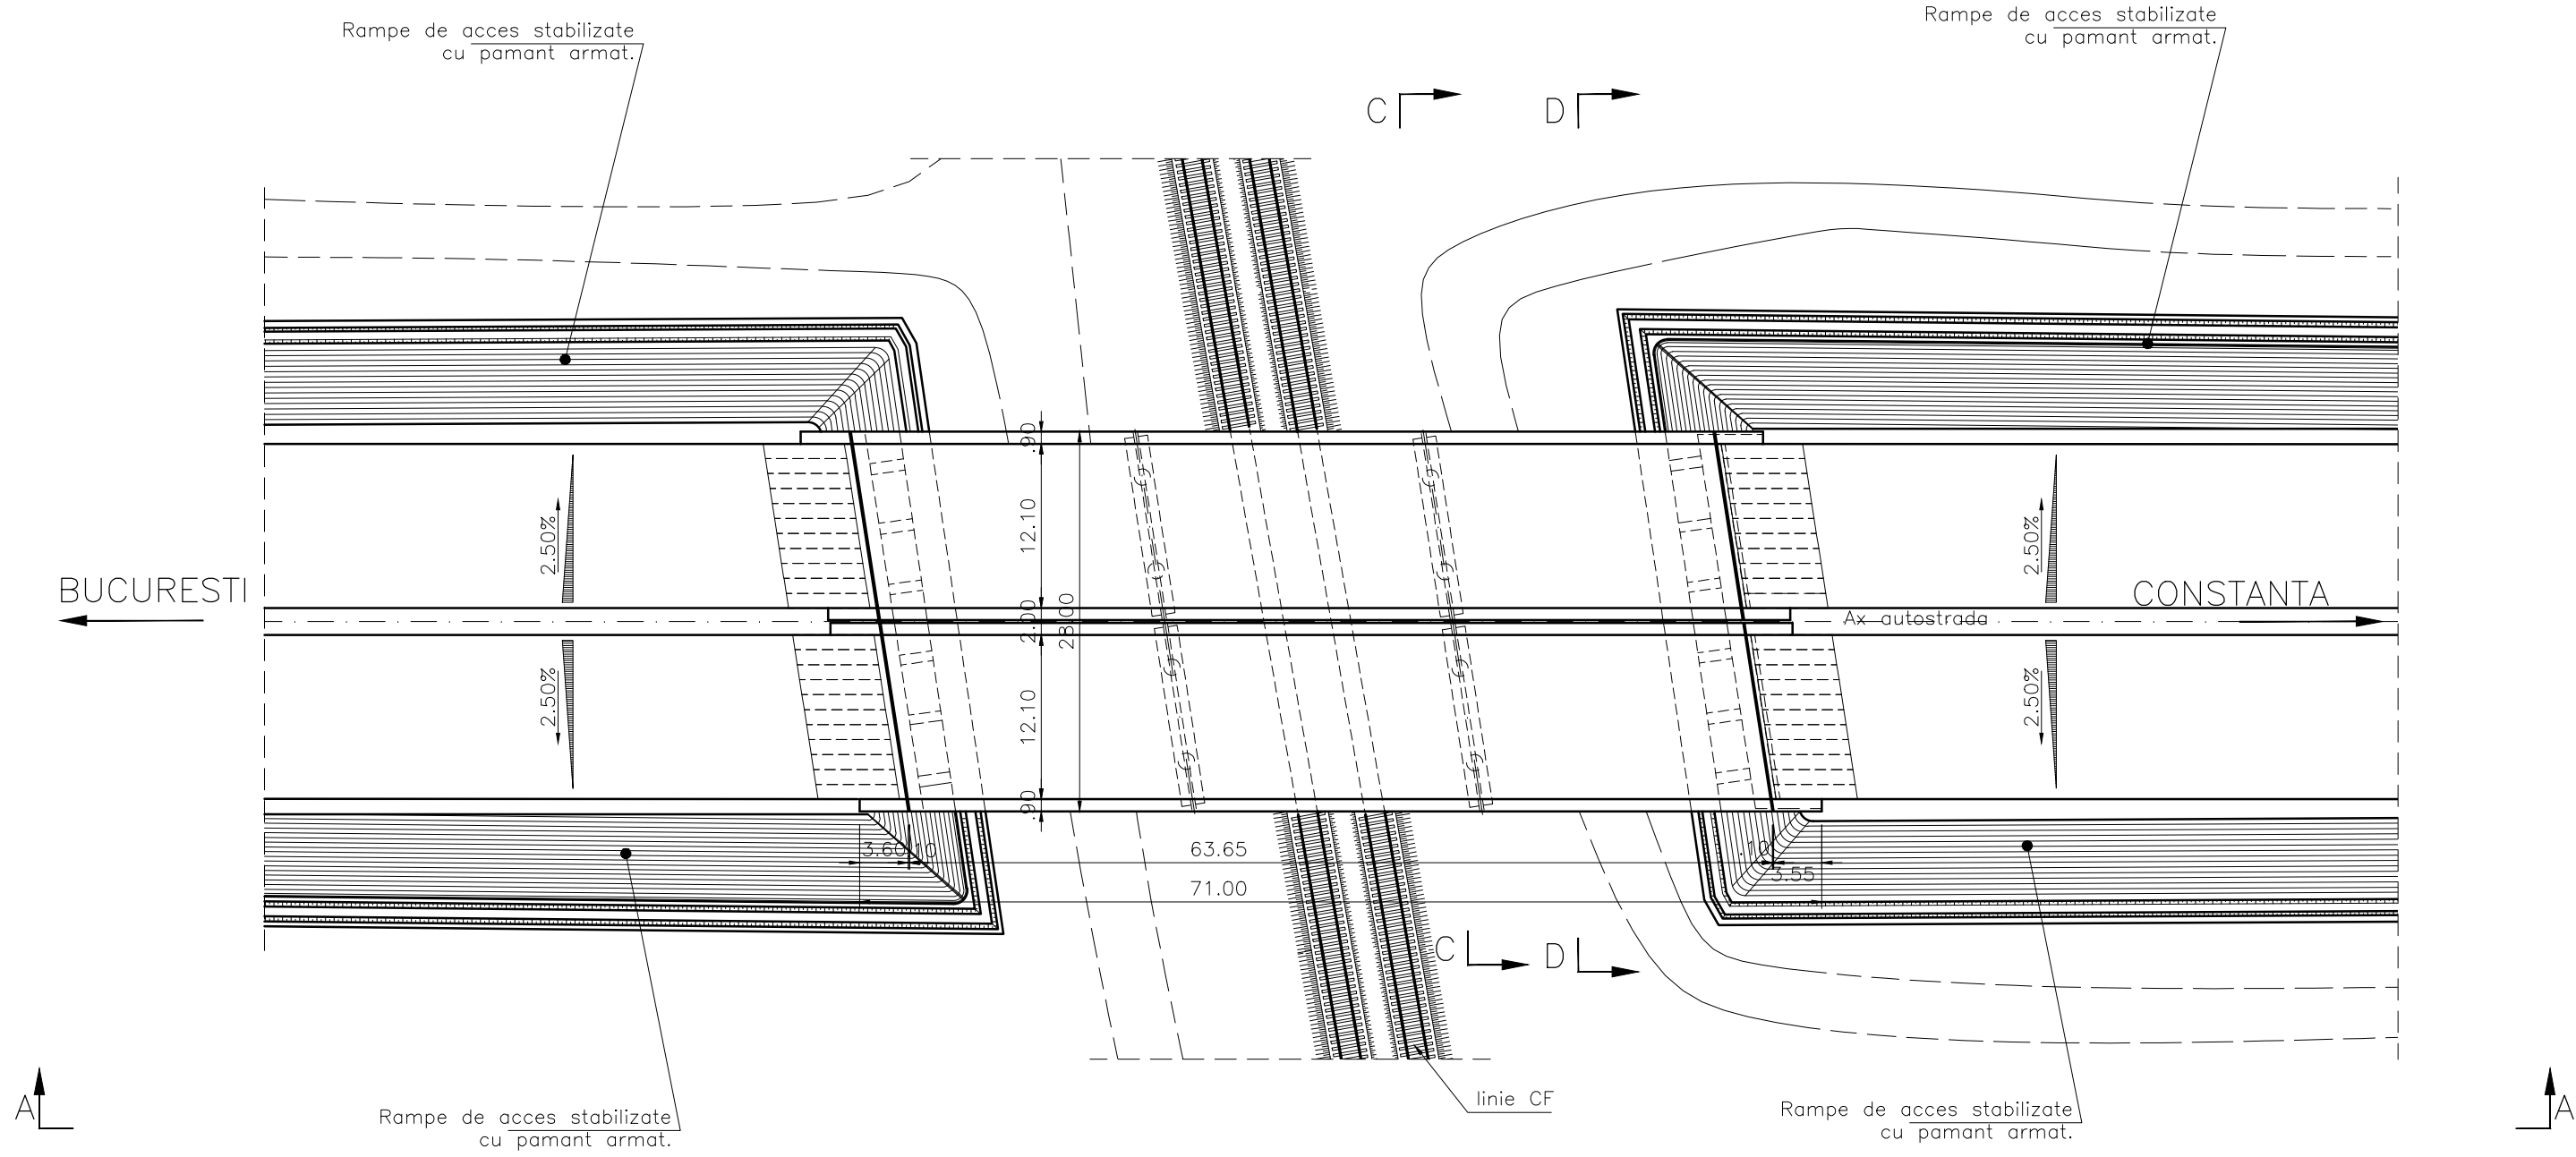 Rampe de acces stabilizate
cu pamant armat.
Rampe de acces stabilizate
cu pamant armat.
C
D
.90
12.10
2.50%
2.50%
BUCURESTI
2.00
28.00
CONSTANTA
Ax autostrada
2.50%
2.50%
12.10
.90
3.60
.10
63.65
.10
3.55
71.00
C
D
linie CF
A
A
Rampe de acces stabilizate
cu pamant armat.
Rampe de acces stabilizate
cu pamant armat.